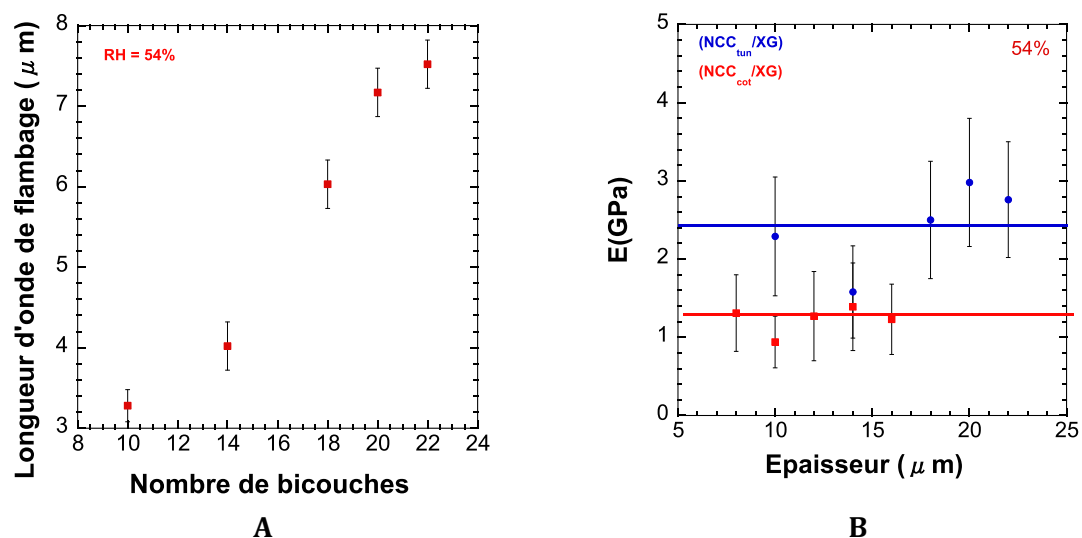 8
7
6
5
4
3
8 10 12 14 16 18 20 22 24
RH = 54%
Longueur d'onde de flambage ( μ m)
Nombre de bicouches
A
5
4
3
2
1
0
5 10 15 20 25
(NCCtun/XG)
(NCCcot/XG)
54%
E(GPa)
Epaisseur ( μ m)
B